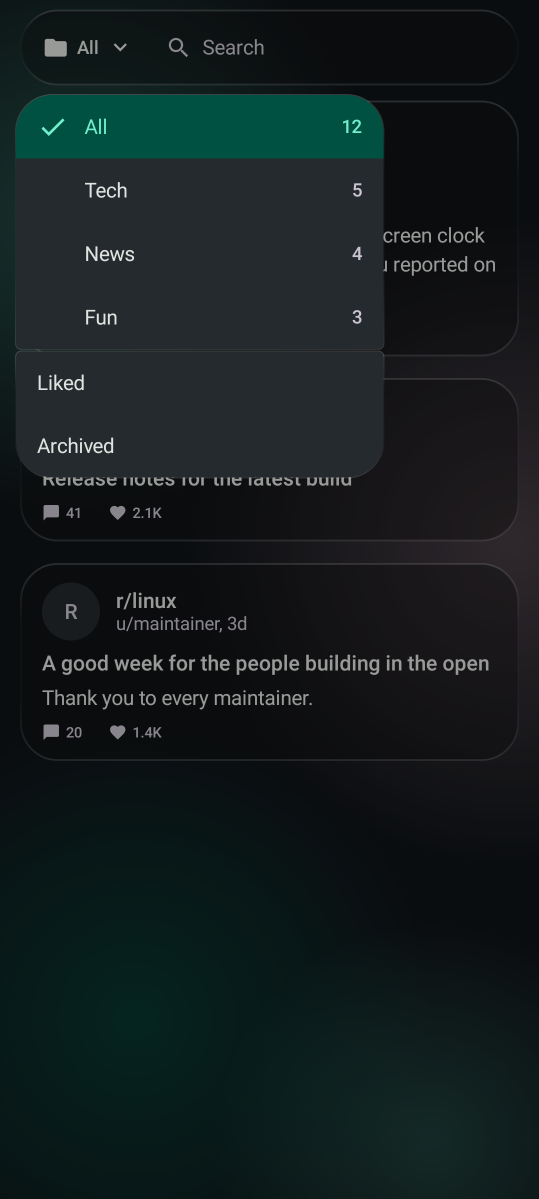 All
Search
All 12
Tech 5
News 4
Fun 3
Liked
Archived
clock
reported on
Release notes for the latest build
41 2.1K
R
r/linux
u/maintainer, 3d
A good week for the people building in the open
Thank you to every maintainer.
20 1.4K